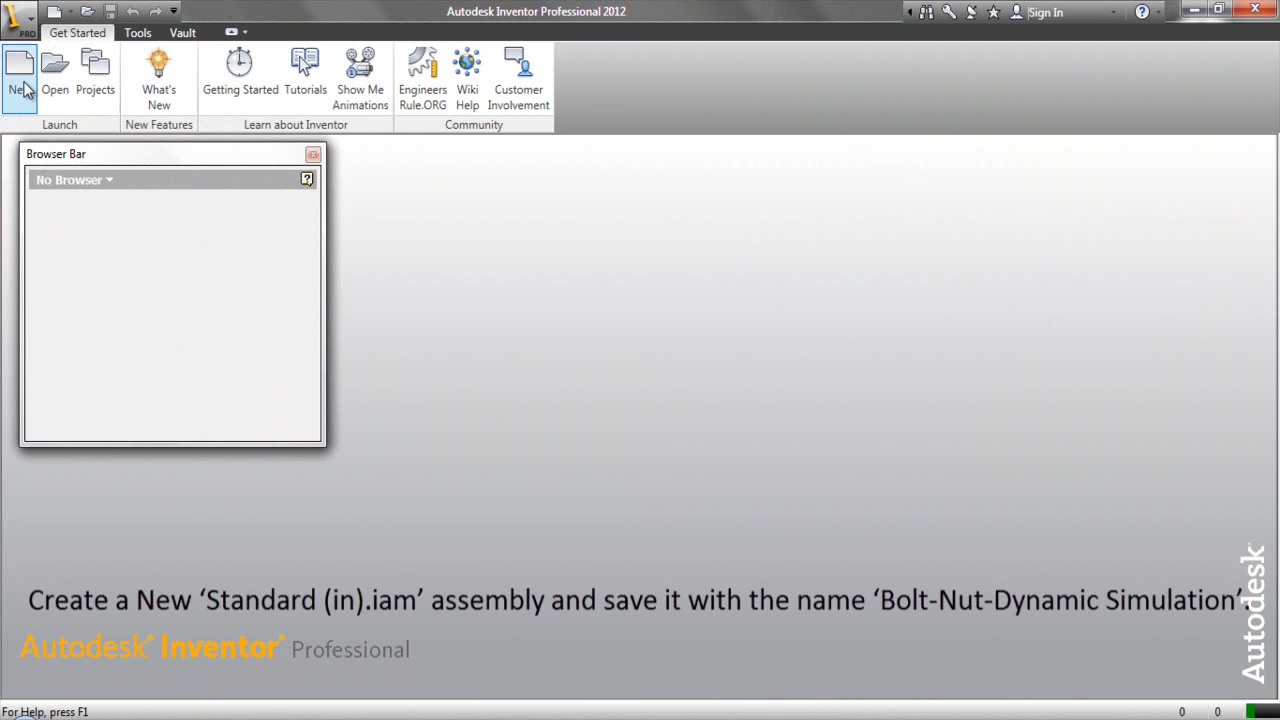 Autodesk Inventor Professional 2012
Sign In
PRO
Get Started Tools Vault
New Open Projects
What's
New
Getting Started Tutorials Show Me
Animations
Engineers
Rule.ORG
Wiki
Help
Customer
Involvement
Launch New Features Learn about Inventor Community
Browser Bar
No Browser
Create a New ‘Standard (in).iam’ assembly and save it with the name ‘Bolt-Nut-Dynamic Simulation’.
Autodesk® Inventor® Professional
Autodesk
For Help, press F1
0 0